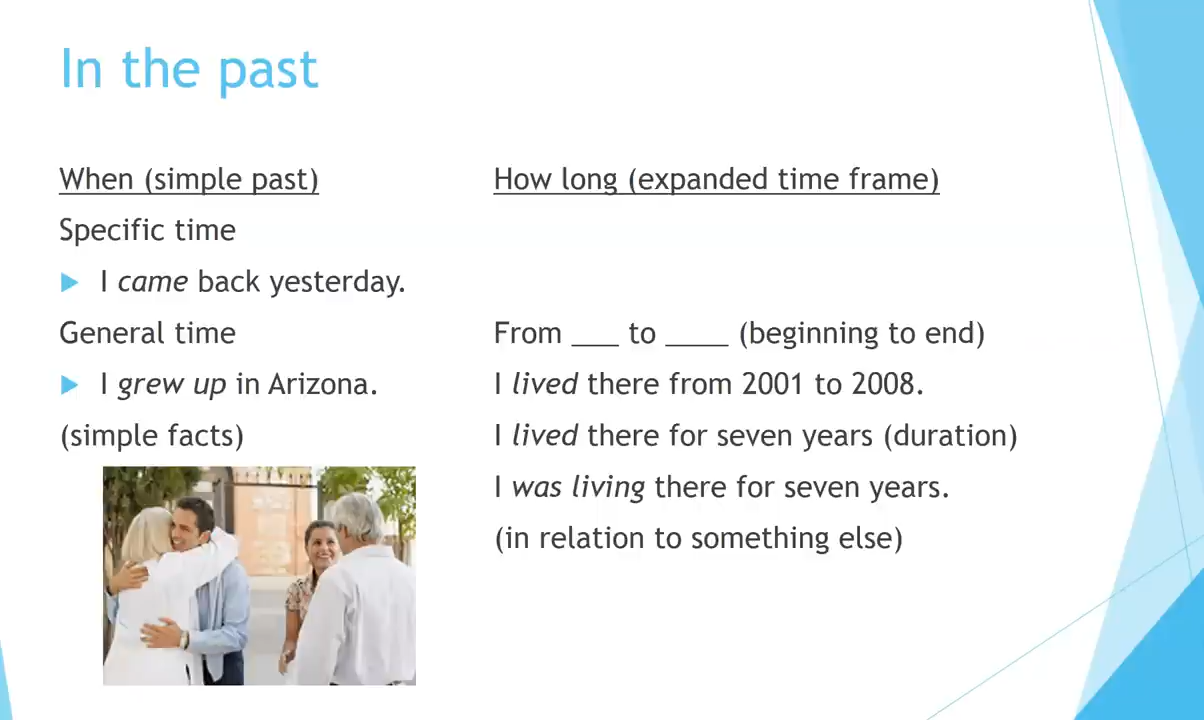 In the past
When (simple past)
Specific time
I came back yesterday.
General time
I grew up in Arizona.
(simple facts)
How long (expanded time frame)
From ___ to ____ (beginning to end)
I lived there from 2001 to 2008.
I lived there for seven years (duration)
I was living there for seven years.
(in relation to something else)